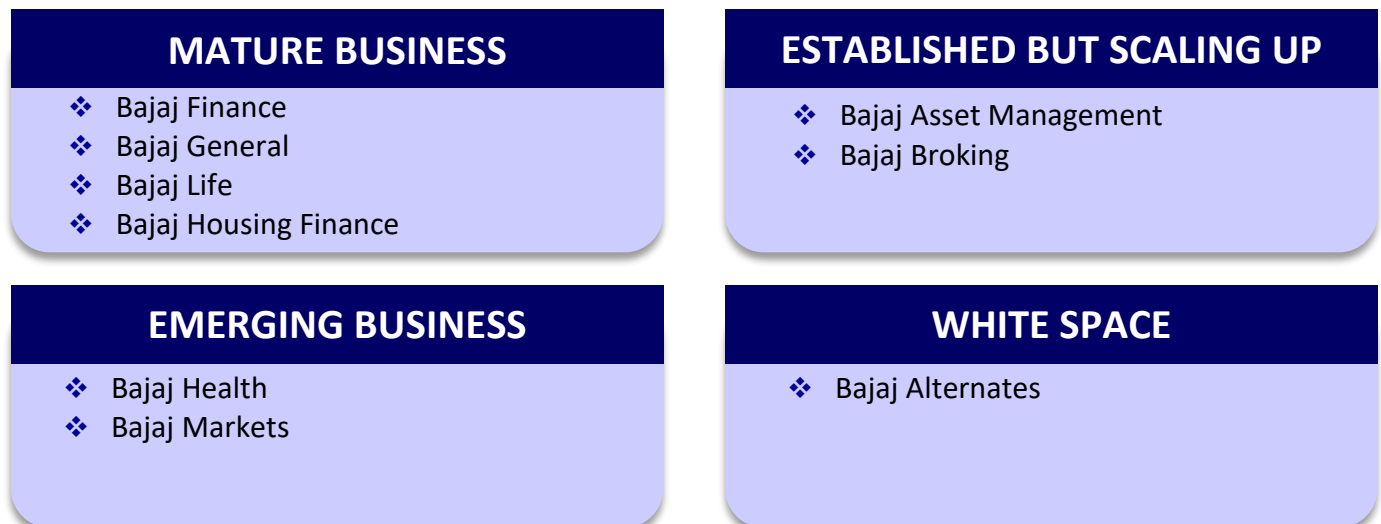 MATURE BUSINESS
❖ Bajaj Finance
❖ Bajaj General
❖ Bajaj Life
❖ Bajaj Housing Finance
ESTABLISHED BUT SCALING UP
❖ Bajaj Asset Management
❖ Bajaj Broking
EMERGING BUSINESS
❖ Bajaj Health
❖ Bajaj Markets
WHITE SPACE
❖ Bajaj Alternates